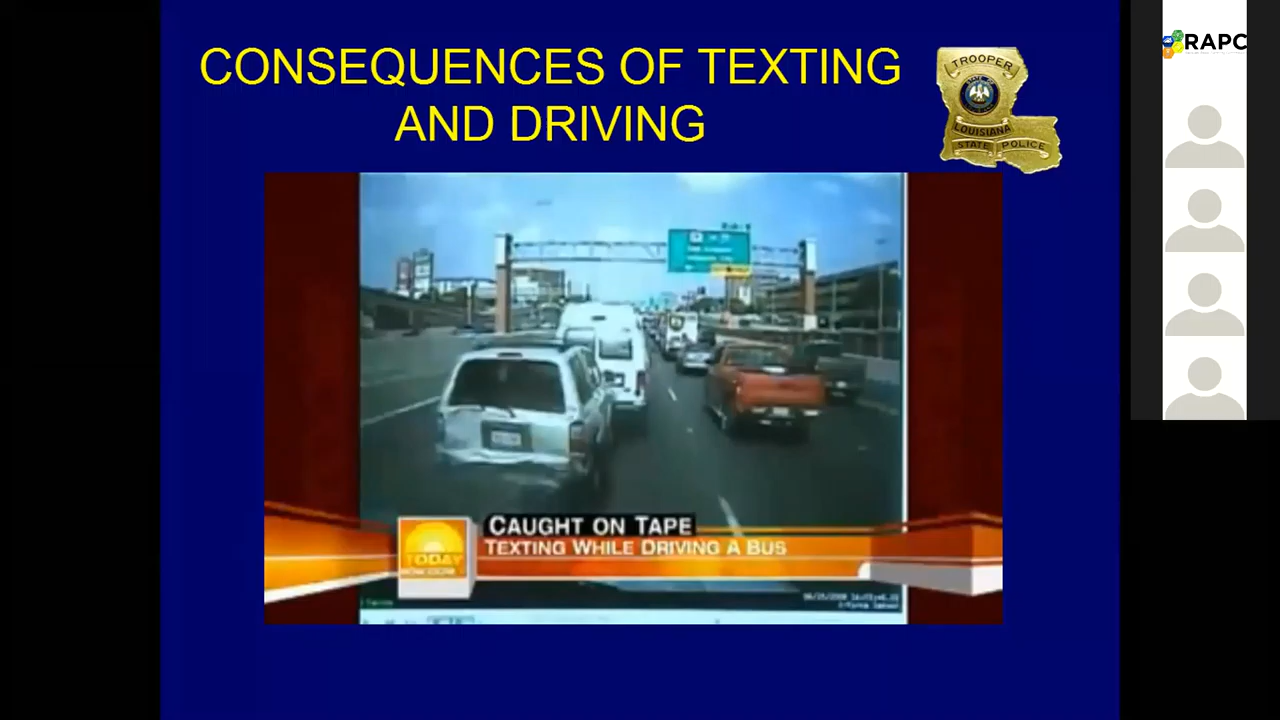 CONSEQUENCES OF TEXTING
AND DRIVING
TROOPER
LOUISIANA
STATE POLICE
RAPC
CAUGHT ON TAPE
TEXTING WHILE DRIVING A BUS
TODAY